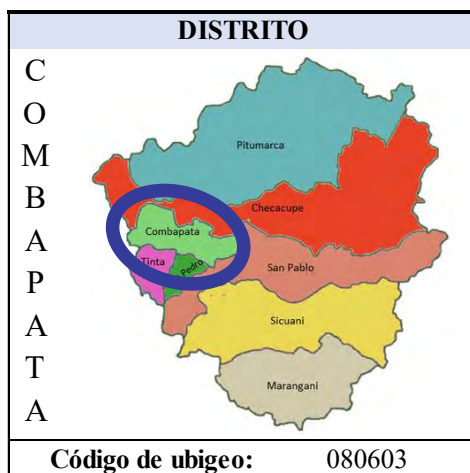 DISTRITO
C
O
M
B
A
P
A
T
A
Pitumarca
Checacupe
Combapata
Tinta
Pedro
San Pablo
Sicuani
Marangani
Código de ubigeo: 080603